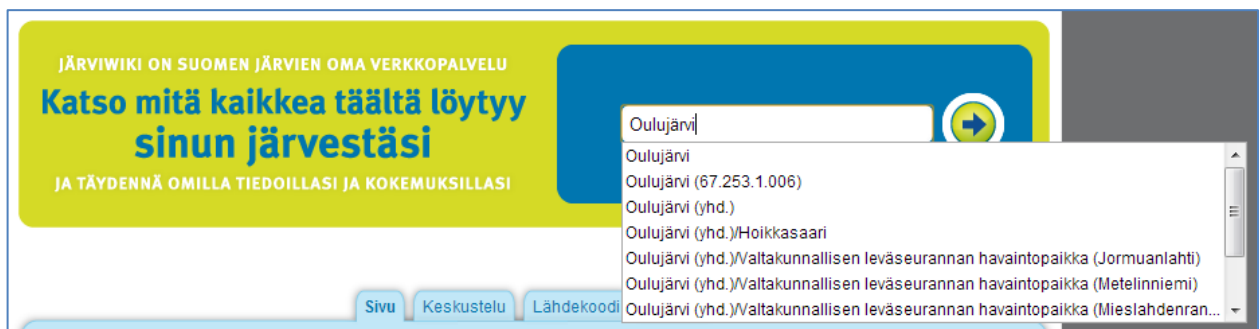 JÄRVIWIKI ON SUOMEN JÄRVIEN OMA VERKKOPALVELU
Katso mitä kaikkea täältä löytyy
sinun järvestäsi
JA TÄYDENNÄ OMILLA TIEDOILLASI JA KOKEMUKSILLASI
Oulujärvi
Oulujärvi
Oulujärvi (67.253.1.006)
Oulujärvi (yhd.)
Oulujärvi (yhd.)/Hoikkasaari
Oulujärvi (yhd.)/Valtakunnallisen leväseurannan havaintopaikka (Jormuanlahti)
Oulujärvi (yhd.)/Valtakunnallisen leväseurannan havaintopaikka (Metelinniemi)
Oulujärvi (yhd.)/Valtakunnallisen leväseurannan havaintopaikka (Mieslahdenran...
Sivu Keskustelu Lähdekoodi